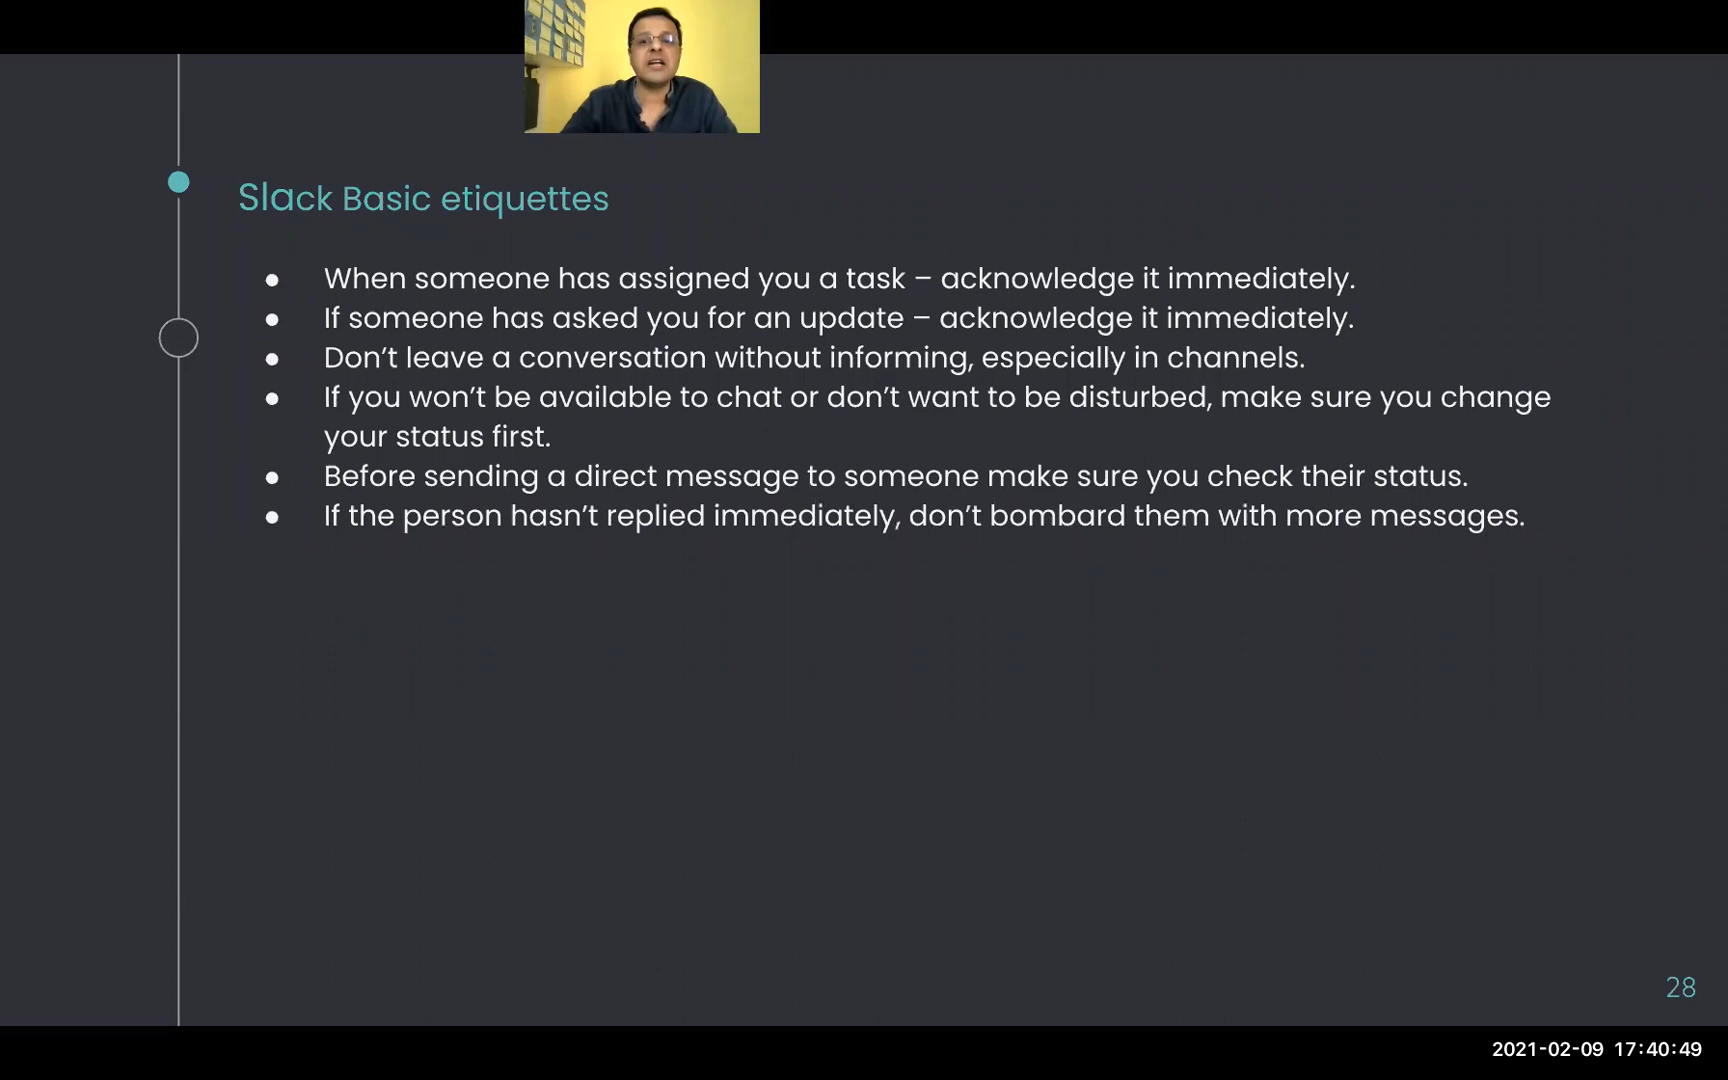 Slack Basic etiquettes
● When someone has assigned you a task – acknowledge it immediately.
● If someone has asked you for an update – acknowledge it immediately.
● Don’t leave a conversation without informing, especially in channels.
● If you won’t be available to chat or don’t want to be disturbed, make sure you change
your status first.
● Before sending a direct message to someone make sure you check their status.
● If the person hasn’t replied immediately, don’t bombard them with more messages.
28
2021-02-09 17:40:49